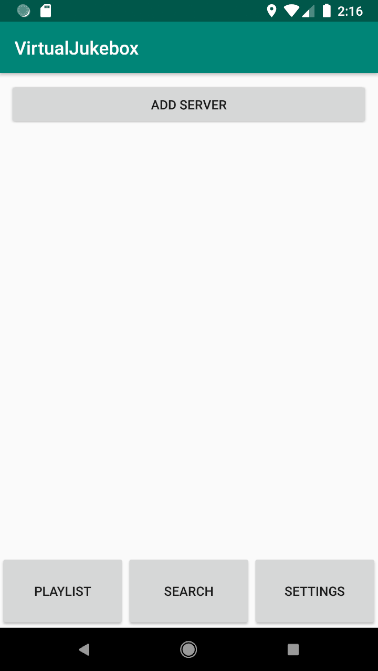 2:16
VirtualJukebox
ADD SERVER
PLAYLIST SEARCH SETTINGS